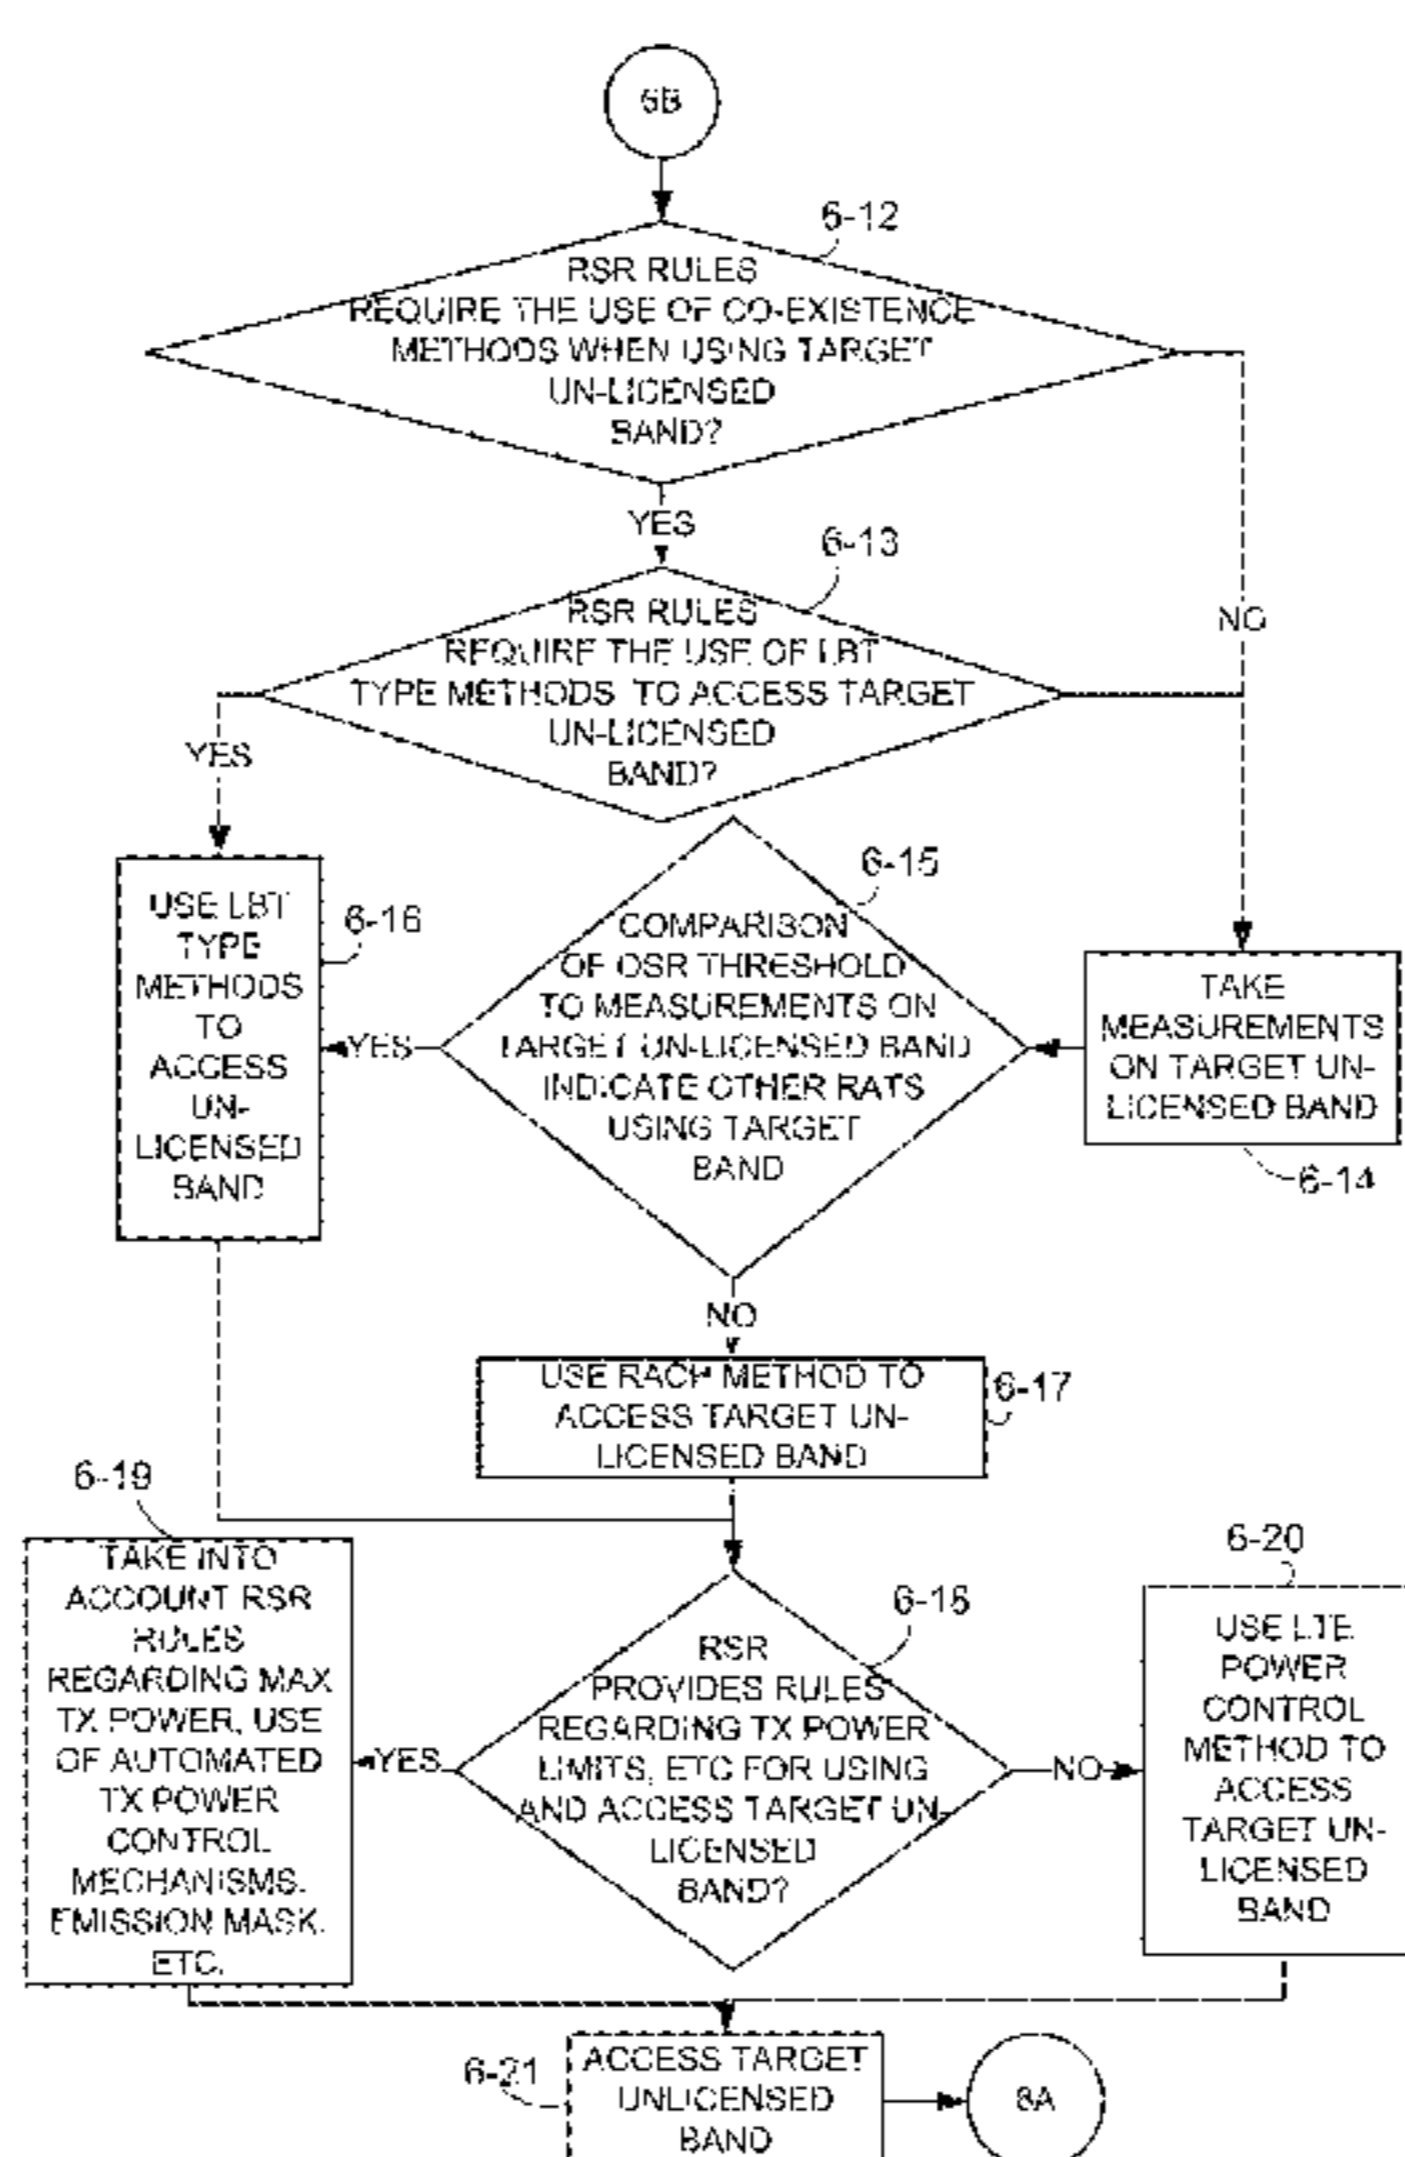 6B
6-12
RSR RULES
REQUIRE THE USE OF CO-EXISTENCE
METHODS WHEN USING TARGET
UN-LICENSED
BAND?
YES
NO
6-13
RSR RULES
REQUIRE THE USE OF LBT
TYPE METHODS TO ACCESS TARGET
UN-LICENSED
BAND?
YES
6-16
USE LBT
TYPE
METHODS
TO
ACCESS
UN-
LICENSED
BAND
6-15
COMPARISON
OF OSR THRESHOLD
TO MEASUREMENTS ON
TARGET UN-LICENSED BAND
INDICATE OTHER RATS
USING TARGET
BAND
YES
TAKE
MEASUREMENTS
ON TARGET UN-
LICENSED BAND
6-14
NO
USE RACH METHOD TO
ACCESS TARGET UN-
LICENSED BAND
6-17
6-19
TAKE INTO
ACCOUNT RSR
RULES
REGARDING MAX
TX POWER, USE
OF AUTOMATED
TX POWER
CONTROL
MECHANISMS.
EMISSION MASK.
ETC.
6-18
RSR
PROVIDES RULES
REGARDING TX POWER
LIMITS, ETC FOR USING
AND ACCESS TARGET UN-
LICENSED
BAND?
YES
NO
6-20
USE LTE
POWER
CONTROL
METHOD TO
ACCESS
TARGET UN-
LICENSED
BAND
6-21
ACCESS TARGET
UNLICENSED
BAND
8A